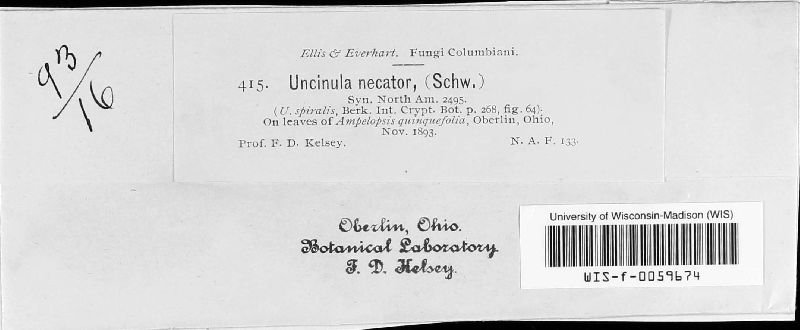 9B/16
Ellis & Everhart. Fungi Columbiani.
415. Uncinula necator, (Schw.)
Syn. North Am. 2495.
(U. spiralis, Berk. Int. Crypt. Bot. p. 268, fig. 64).
On leaves of Ampelopsis quinquefolia, Oberlin, Ohio,
Nov. 1893.
Prof. F. D. Kelsey. N. A. F. 133.
Oberlin, Ohio.
Botanical Laboratory.
F. D. Kelsey.
University of Wisconsin-Madison (WIS)
WIS-f-0059674